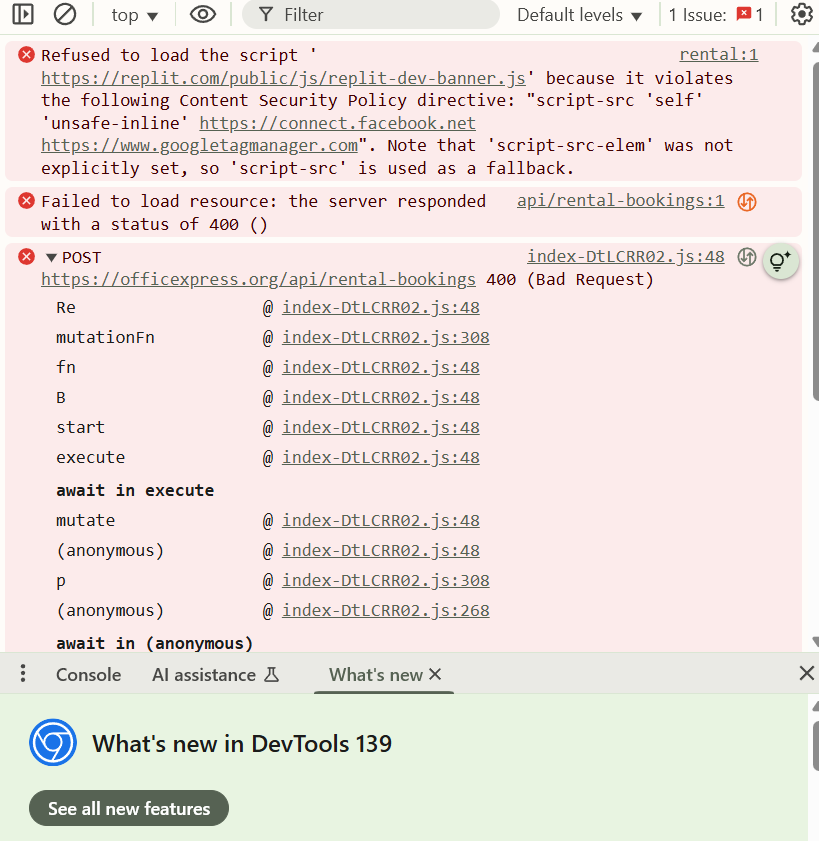 top ▼ Filter Default levels ▼ 1 Issue: 1
Refused to load the script ' rental:1
https://replit.com/public/js/replit-dev-banner.js' because it violates
the following Content Security Policy directive: "script-src 'self'
'unsafe-inline' https://connect.facebook.net
https://www.googletagmanager.com". Note that 'script-src-elem' was not
explicitly set, so 'script-src' is used as a fallback.
Failed to load resource: the server responded api/rental-bookings:1
with a status of 400 ()
▼ POST index-DtLCRR02.js:48
https://officexpress.org/api/rental-bookings 400 (Bad Request)
Re @ index-DtLCRR02.js:48
mutationFn @ index-DtLCRR02.js:308
fn @ index-DtLCRR02.js:48
B @ index-DtLCRR02.js:48
start @ index-DtLCRR02.js:48
execute @ index-DtLCRR02.js:48
await in execute
mutate @ index-DtLCRR02.js:48
(anonymous) @ index-DtLCRR02.js:48
p @ index-DtLCRR02.js:308
(anonymous) @ index-DtLCRR02.js:268
await in (anonymous)
Console AI assistance What's new
What's new in DevTools 139
See all new features